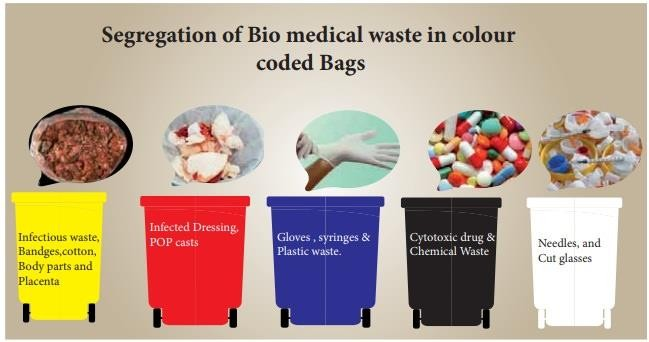 Segregation of Bio medical waste in colour
coded Bags
Infectious waste,
Bandges,cotton,
Body parts and
Placenta
Infected Dressing,
POP casts
Gloves , syringes &
Plastic waste.
Cytotoxic drug &
Chemical Waste
Needles, and
Cut glasses